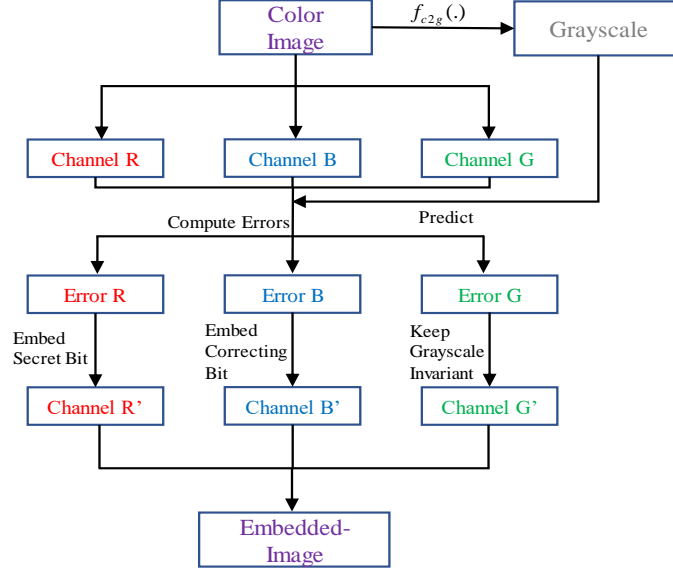 Color
Image
f_{c2g}(.)
Grayscale
Channel R
Channel B
Channel G
Compute Errors
Predict
Error R
Error B
Error G
Embed
Secret Bit
Embed
Correcting
Bit
Keep
Grayscale
Invariant
Channel R’
Channel B’
Channel G’
Embedded-
Image